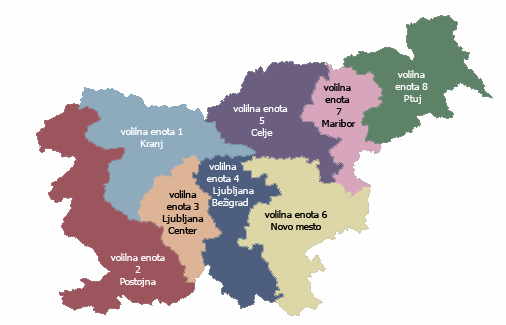 volilna enota 1
Kranj
volilna enota
2
Postojna
volilna
enota 3
Ljubljana
Center
volilna
enota 4
Ljubljana
Bežigrad
volilna enota
5
Celje
volilna enota 6
Novo mesto
volilna
enota
7
Maribor
volilna
enota 8
Ptuj